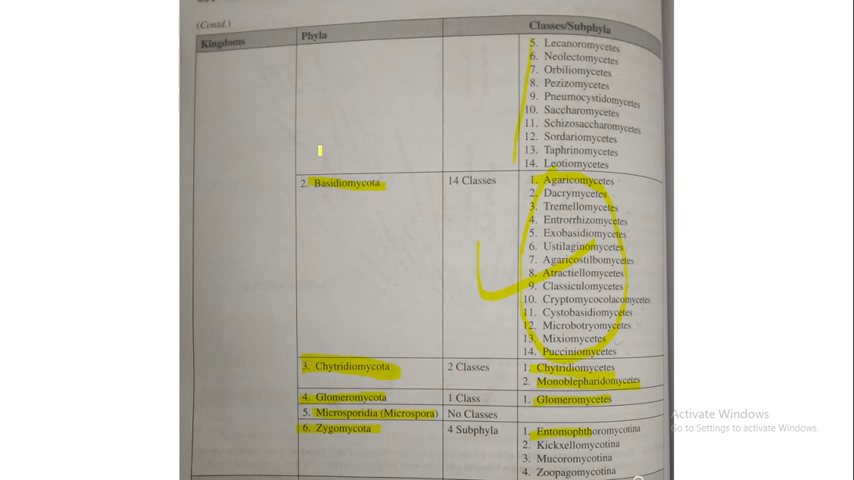 (Contd.)
Kingdoms Phyla Classes/Subphyla
5. Lecanoromycetes
6. Neolectomycetes
7. Orbiliomycetes
8. Pezizomycetes
9. Pneumocystidomycetes
10. Saccharomycetes
11. Schizosaccharomycetes
12. Sordariomycetes
13. Taphrinomycetes
14. Leotiomycetes
2. Basidiomycota 14 Classes 1. Agaricomycetes
2. Dacrymycetes
3. Tremellomycetes
4. Entrorrhizomycetes
5. Exobasidiomycetes
6. Ustilaginomycetes
7. Agaricostilbomycetes
8. Atractiellomycetes
9. Classiculomycetes
10. Cryptomycocolacomycetes
11. Cystobasidiomycetes
12. Microbotryomycetes
13. Mixiomycetes
14. Pucciniomycetes
3. Chytridiomycota 2 Classes 1. Chytridiomycetes
2. Monoblepharidomycetes
4. Glomeromycota 1 Class 1. Glomeromycetes
5. Microsporidia (Microspora) No Classes
6. Zygomycota 4 Subphyla 1. Entomophthoromycotina
2. Kickxellomycotina
3. Mucoromycotina
4. Zoopagomycotina
Activate Windows
Go to Settings to activate Windows.